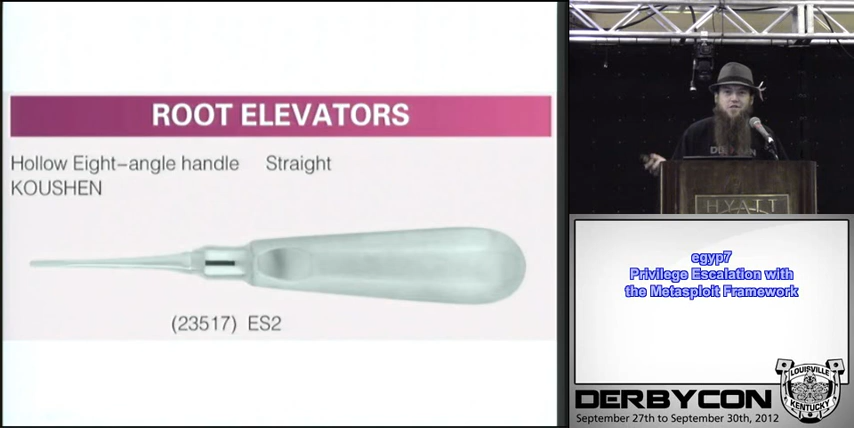 ROOT ELEVATORS
Hollow Eight-angle handle Straight
KOUSHEN
(23517) ES2
DERBYCON
HYATT
egyp7
Privilege Escalation with
the Metasploit Framework
LOUISVILLE
KENTUCKY
DERBYCON
September 27th to September 30th, 2012